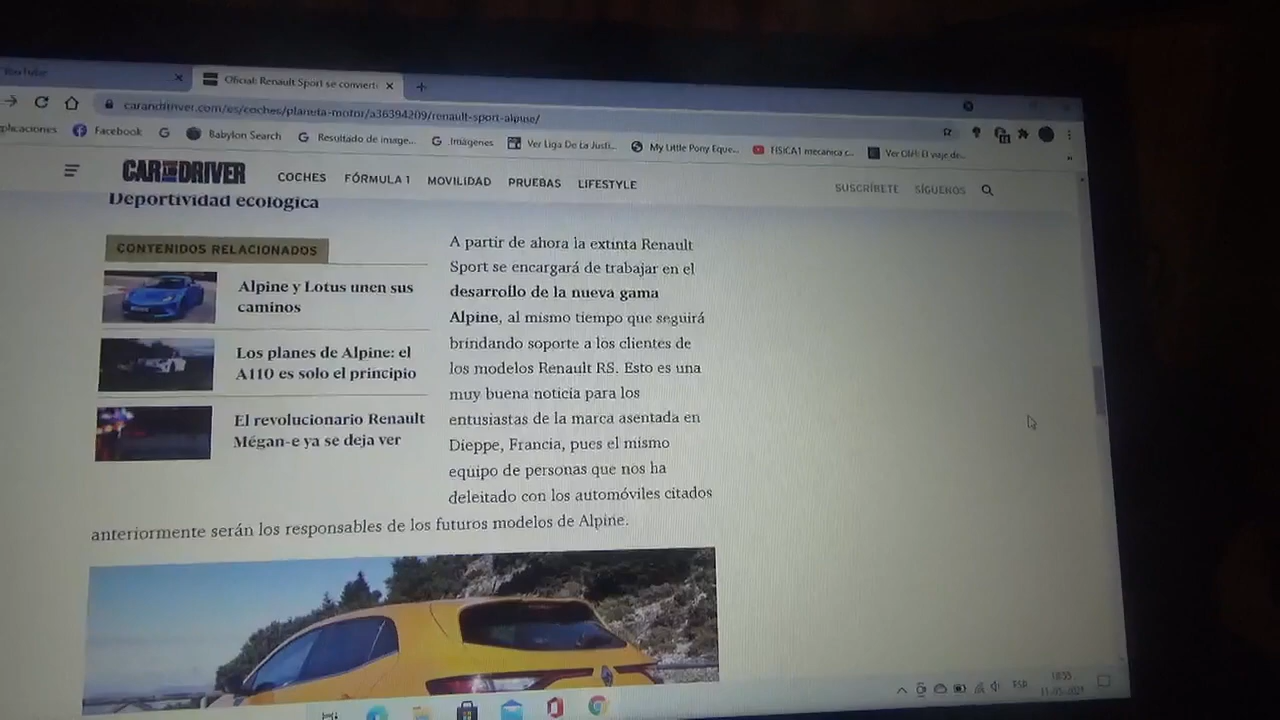 YouTube
Oficial: Renault Sport se converti
carandriver.com/es/coches/planeta-motor/a36394209/renault-sport-alpine/
plicaciones Facebook Babylon Search Resultado de image... Imágenes Ver Liga De La Justi... My Little Pony Eque... FISICA1 mecanica c...
CAR AND DRIVER COCHES FÓRMULA 1 MOVILIDAD PRUEBAS LIFESTYLE SUSCRÍBETE SÍGUENOS
Deportividad ecológica
CONTENIDOS RELACIONADOS
Alpine y Lotus unen sus
caminos
Los planes de Alpine: el
A110 es solo el principio
El revolucionario Renault
Mégan-e ya se deja ver
A partir de ahora la extinta Renault
Sport se encargará de trabajar en el
desarrollo de la nueva gama
Alpine, al mismo tiempo que seguirá
brindando soporte a los clientes de
los modelos Renault RS. Esto es una
muy buena noticia para los
entusiastas de la marca asentada en
Dieppe, Francia, pues el mismo
equipo de personas que nos ha
deleitado con los automóviles citados
anteriormente serán los responsables de los futuros modelos de Alpine.
ESP